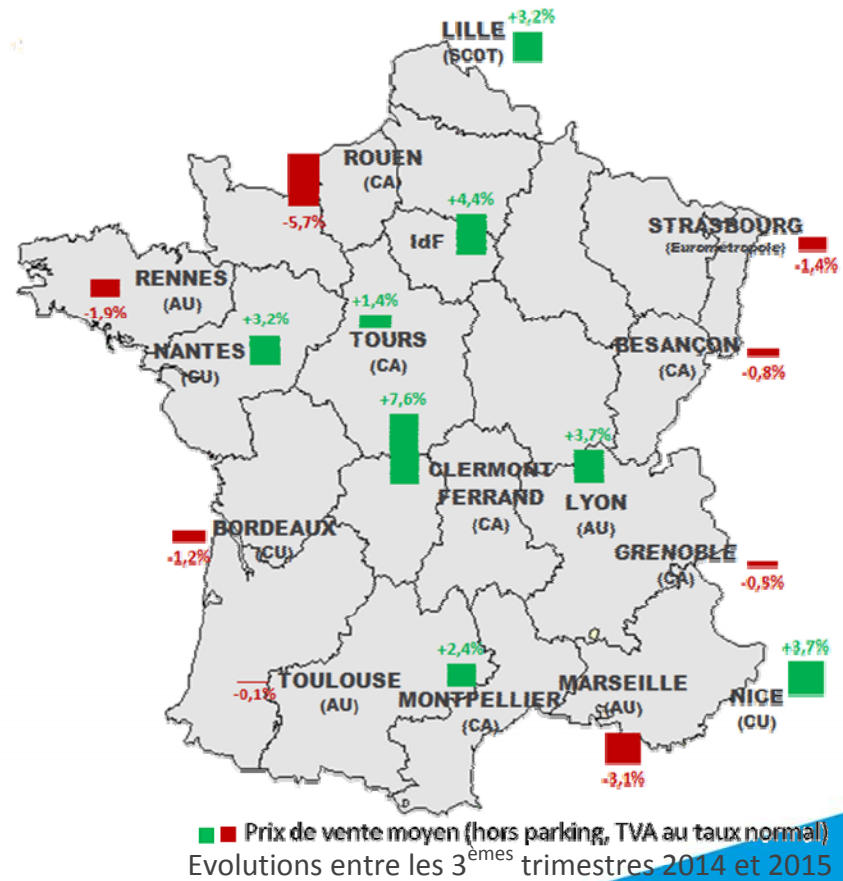 LILLE
(SCOT)
+3,2%
ROUEN
(CA)
-5,7%
+4,4%
IdF
STRASBOURG
(Eurométropole)
-1,4%
RENNES
(AU)
-1,9%
+3,2%
NANTES
(CU)
+1,4%
TOURS
(CA)
BESANÇON
(CA)
-0,8%
+7,6%
CLERMONT
FERRAND
(CA)
+3,7%
LYON
(AU)
BORDEAUX
(CU)
-1,2%
GRENOBLE
(CA)
TOULOUSE
(AU)
-0,1%
+2,4%
MONTPELLIER
(CA)
MARSEILLE
(AU)
-3,1%
+3,7%
NICE
(CU)
Prix de vente moyen (hors parking, TVA au taux normal)
Evolutions entre les 3èmes trimestres 2014 et 2015